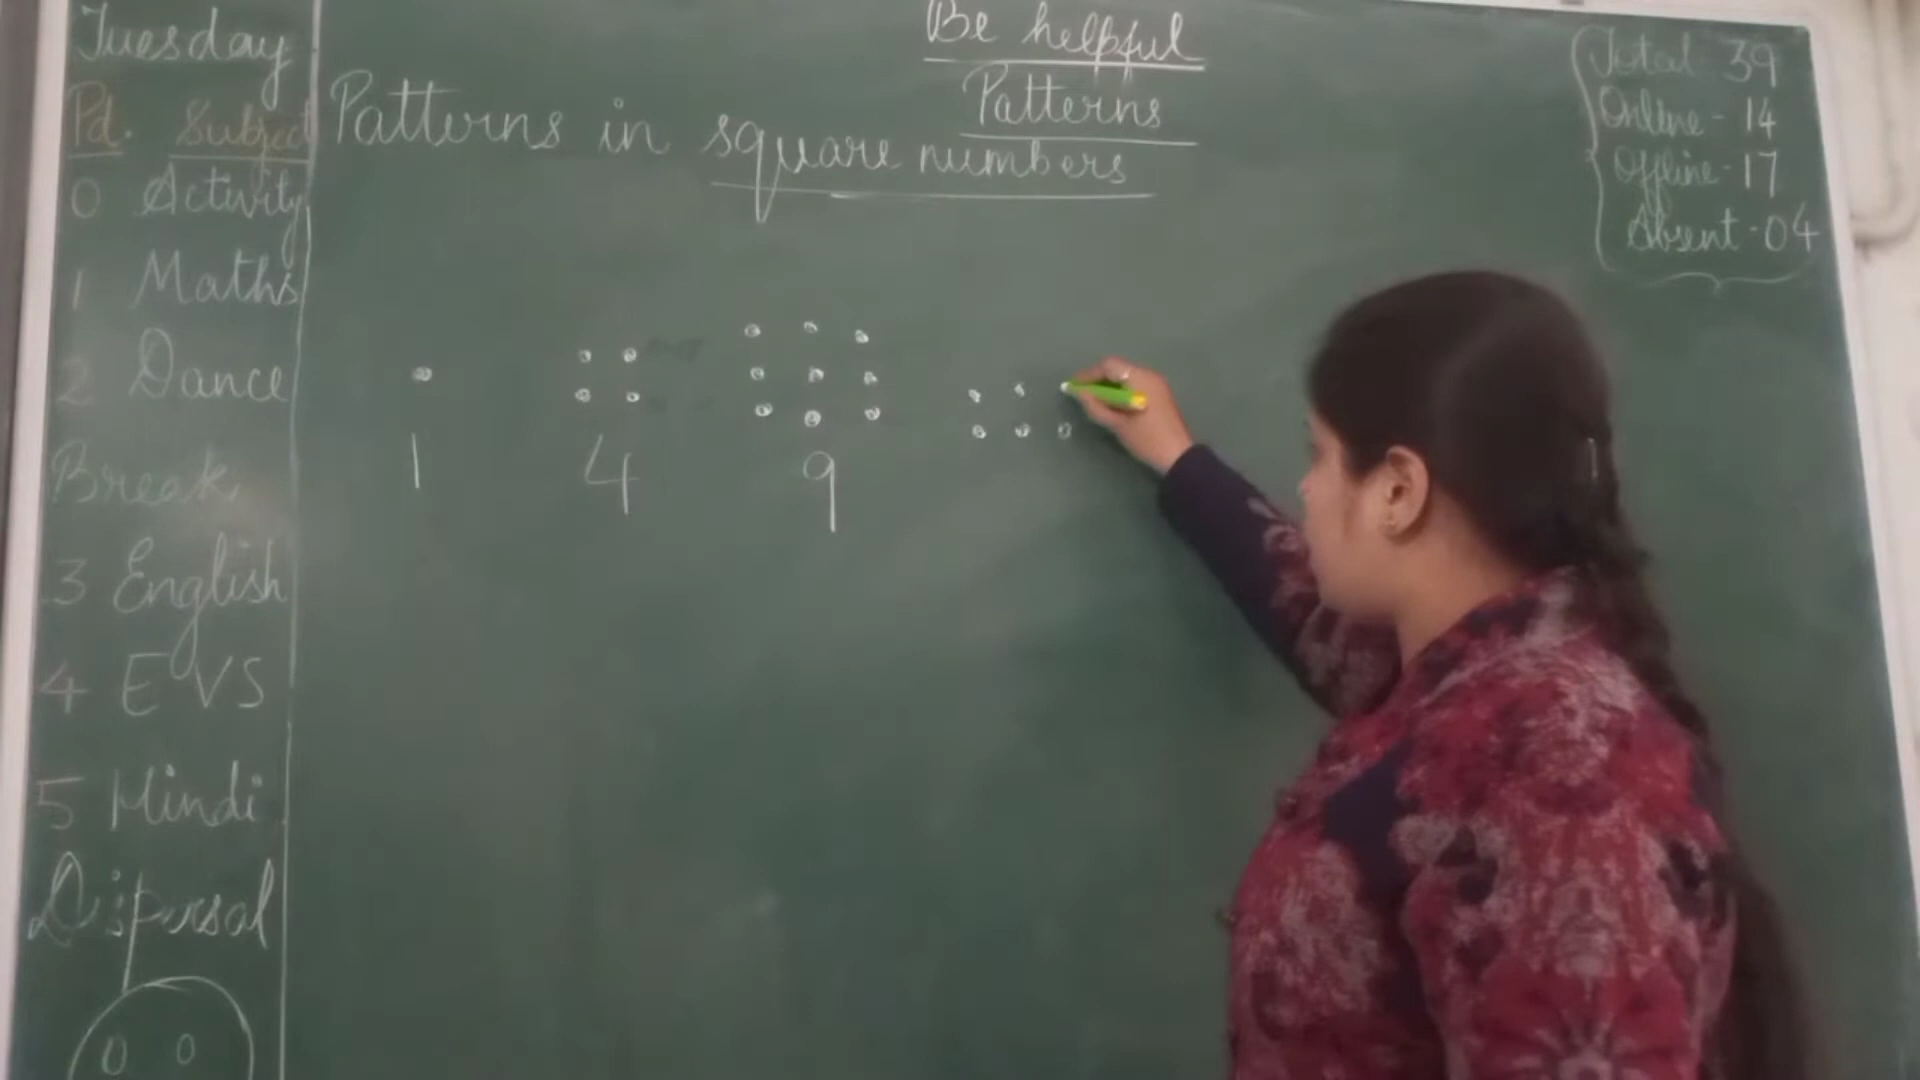 Tuesday
Pd. Subject
0 Activity
1 Maths
2 Dance
Break
3 English
4 EVS
5 Hindi
Dispersal
Be helpful
Patterns
Patterns in square numbers
1 4 9
Total 39
Online - 14
Offline - 17
Absent - 04